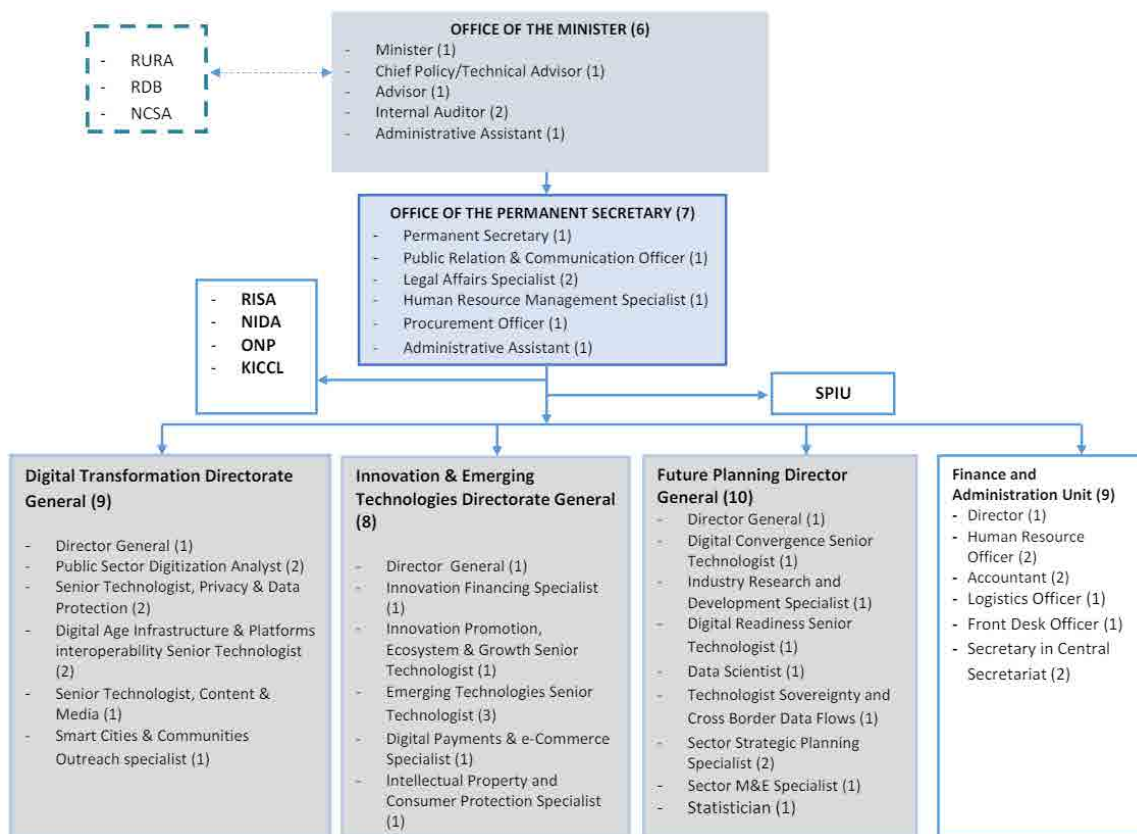 OFFICE OF THE MINISTER (6)
- Minister (1)
- Chief Policy/Technical Advisor (1)
- Advisor (1)
- Internal Auditor (2)
- Administrative Assistant (1)
- RURA
- RDB
- NCSA
OFFICE OF THE PERMANENT SECRETARY (7)
- Permanent Secretary (1)
- Public Relation & Communication Officer (1)
- Legal Affairs Specialist (2)
- Human Resource Management Specialist (1)
- Procurement Officer (1)
- Administrative Assistant (1)
- RISA
- NIDA
- ONP
- KICCL
SPIU
Digital Transformation Directorate
General (9)
- Director General (1)
- Public Sector Digitization Analyst (2)
- Senior Technologist, Privacy & Data
Protection (2)
- Digital Age Infrastructure & Platforms
interoperability Senior Technologist
(2)
- Senior Technologist, Content &
Media (1)
- Smart Cities & Communities
Outreach specialist (1)
Innovation & Emerging
Technologies Directorate General
(8)
- Director General (1)
- Innovation Financing Specialist
(1)
- Innovation Promotion,
Ecosystem & Growth Senior
Technologist (1)
- Emerging Technologies Senior
Technologist (3)
- Digital Payments & e-Commerce
Specialist (1)
- Intellectual Property and
Consumer Protection Specialist
(1)
Future Planning Director
General (10)
- Director General (1)
- Digital Convergence Senior
Technologist (1)
- Industry Research and
Development Specialist (1)
- Digital Readiness Senior
Technologist (1)
- Data Scientist (1)
- Technologist Sovereignty and
Cross Border Data Flows (1)
- Sector Strategic Planning
Specialist (2)
- Sector M&E Specialist (1)
- Statistician (1)
Finance and
Administration Unit (9)
- Director (1)
- Human Resource
Officer (2)
- Accountant (2)
- Logistics Officer (1)
- Front Desk Officer (1)
- Secretary in Central
Secretariat (2)